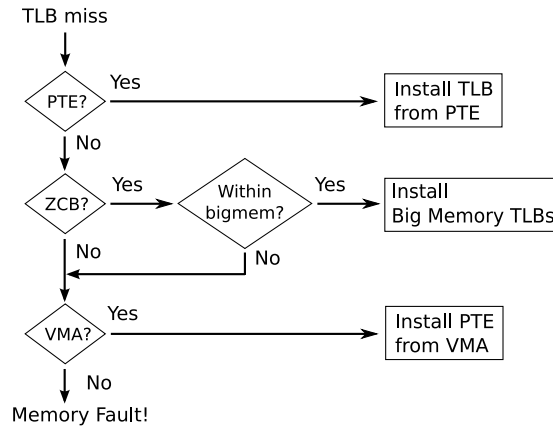 TLB miss
PTE?
Yes
Install TLB
from PTE
No
ZCB?
Yes
Within
bigmem?
Yes
Install
Big Memory TLBs
No
No
VMA?
Yes
Install PTE
from VMA
No
Memory Fault!